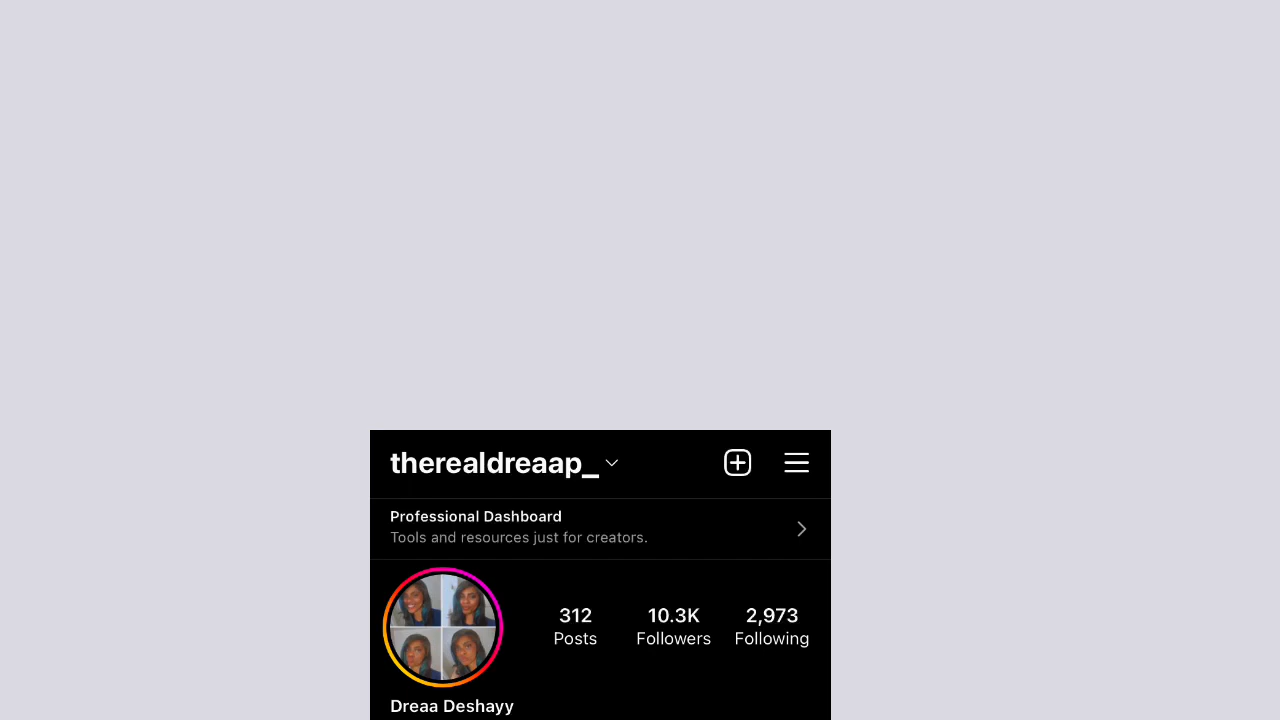 therealdreaap_
Professional Dashboard
Tools and resources just for creators.
312 10.3K 2,973
Posts Followers Following
Dreaa Deshayy